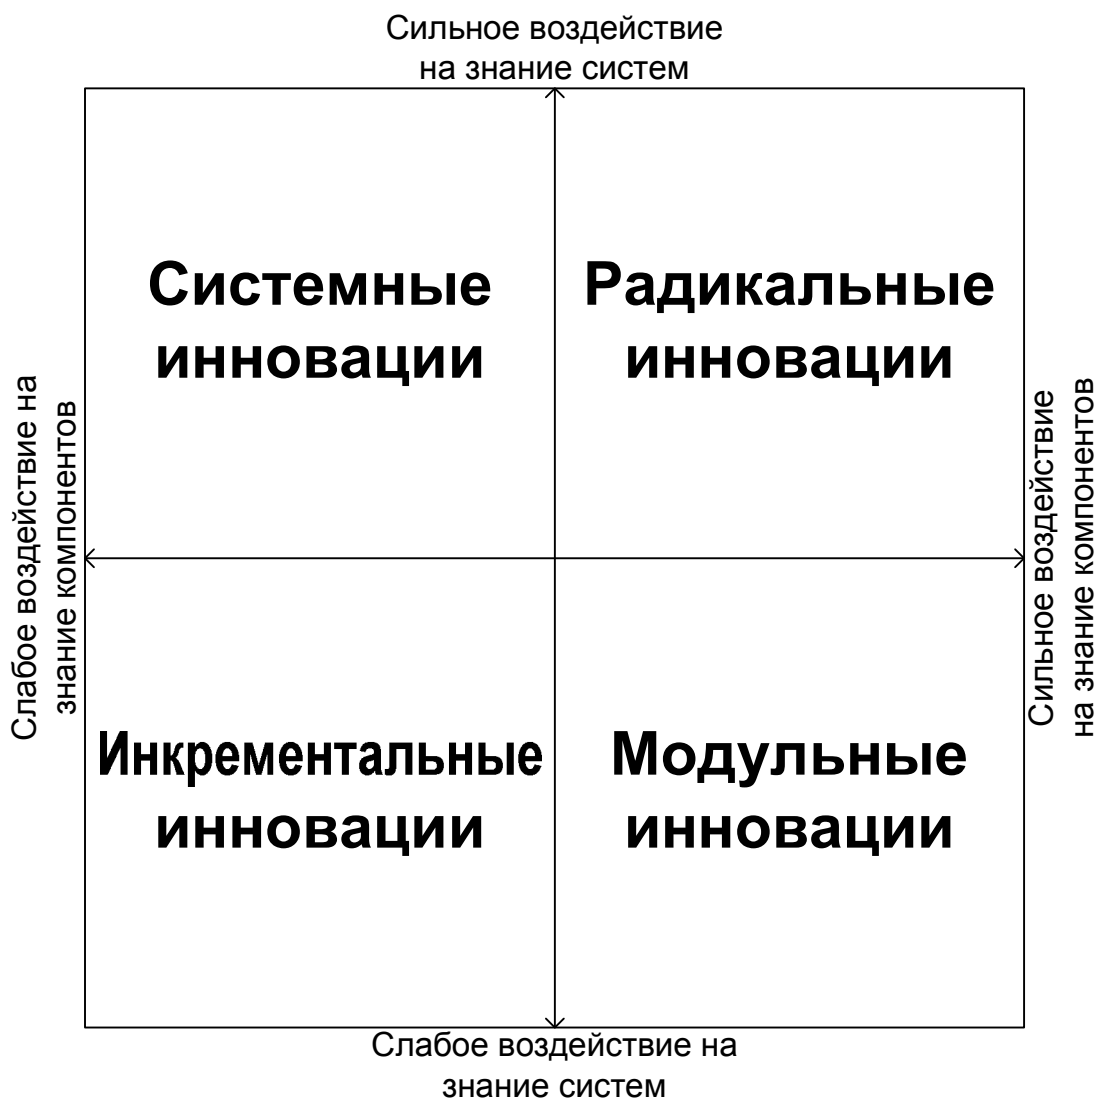 Сильное воздействие
на знание систем
Системные
инновации
Радикальные
инновации
Слабое воздействие на
знание компонентов
Сильное воздействие
на знание компонентов
Инкрементальные
инновации
Модульные
инновации
Слабое воздействие на
знание систем